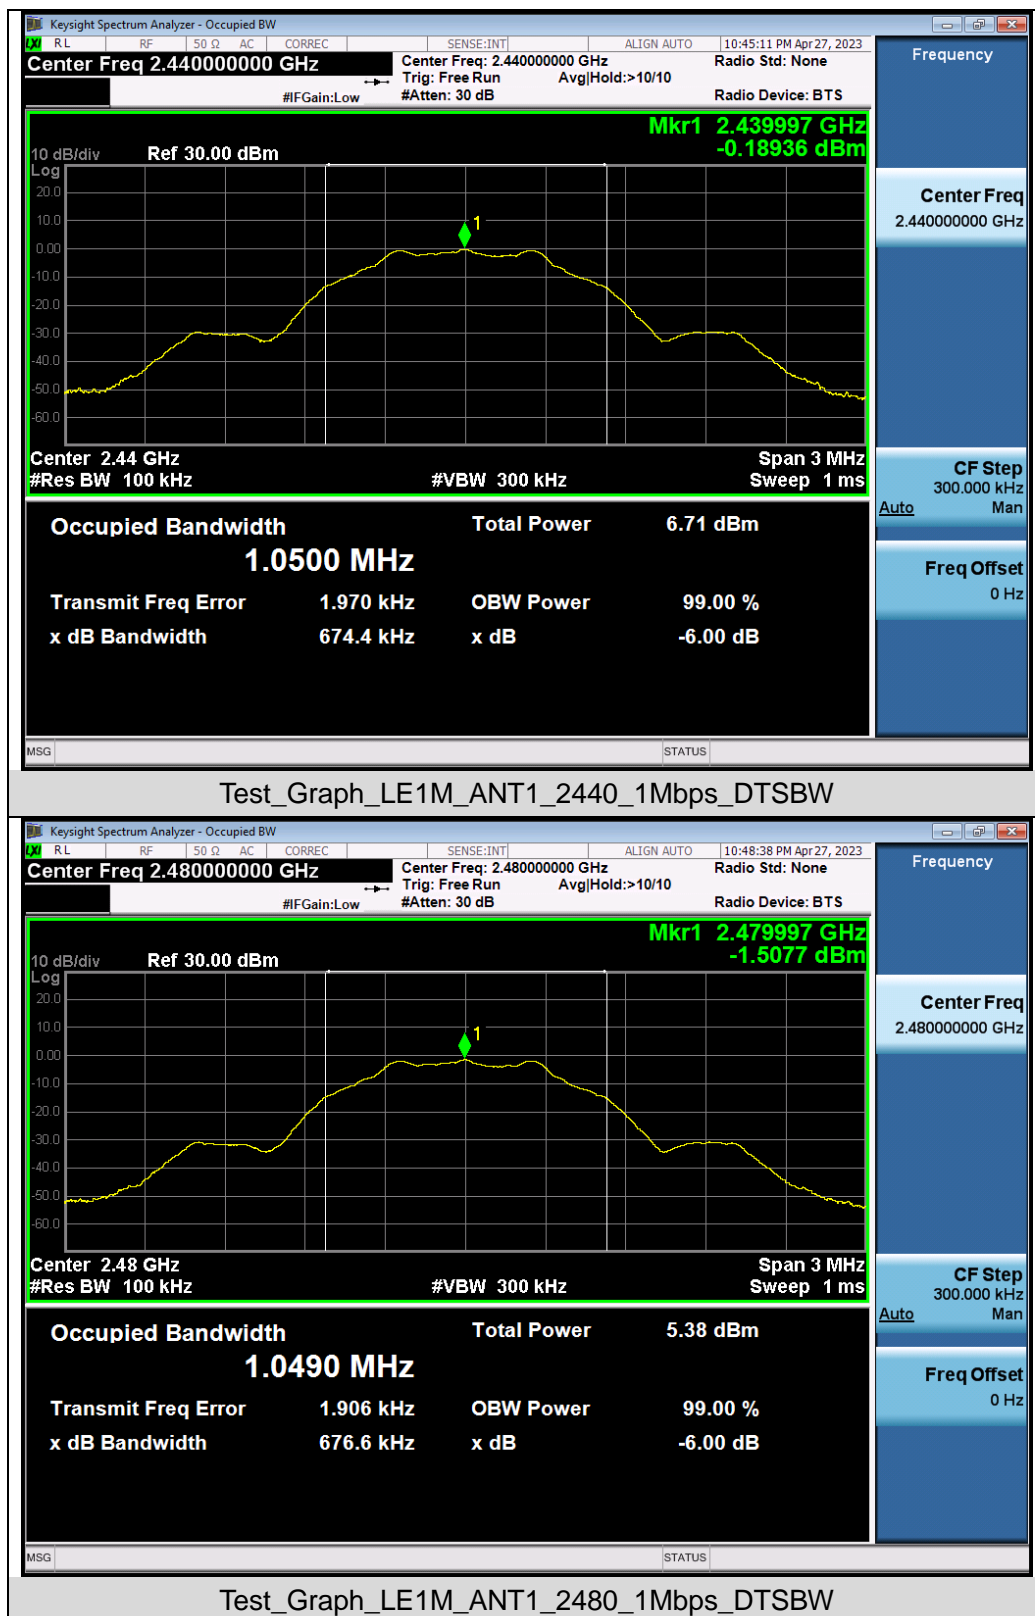 Keysight Spectrum Analyzer - Occupied BW
LXI RL RF 50 Ω AC CORREC SENSE:INT ALIGN AUTO 10:45:11 PM Apr 27, 2023
Center Freq 2.440000000 GHz
Center Freq: 2.440000000 GHz Radio Std: None
Trig: Free Run Avg|Hold:>10/10
#IFGain:Low #Atten: 30 dB Radio Device: BTS
Mkr1 2.439997 GHz
-0.18936 dBm
10 dB/div Ref 30.00 dBm
Log
20.0
10.0
0.00
-10.0
-20.0
-30.0
-40.0
-50.0
-60.0
1
Center 2.44 GHz Span 3 MHz
#Res BW 100 kHz #VBW 300 kHz Sweep 1 ms
Occupied Bandwidth Total Power 6.71 dBm
1.0500 MHz
Transmit Freq Error 1.970 kHz OBW Power 99.00 %
x dB Bandwidth 674.4 kHz x dB -6.00 dB
MSG STATUS
Frequency
Center Freq
2.440000000 GHz
CF Step
300.000 kHz
Auto Man
Freq Offset
0 Hz
Test_Graph_LE1M_ANT1_2440_1Mbps_DTSBW
Keysight Spectrum Analyzer - Occupied BW
LXI RL RF 50 Ω AC CORREC SENSE:INT ALIGN AUTO 10:48:38 PM Apr 27, 2023
Center Freq 2.480000000 GHz
Center Freq: 2.480000000 GHz Radio Std: None
Trig: Free Run Avg|Hold:>10/10
#IFGain:Low #Atten: 30 dB Radio Device: BTS
Mkr1 2.479997 GHz
-1.5077 dBm
10 dB/div Ref 30.00 dBm
Log
20.0
10.0
0.00
-10.0
-20.0
-30.0
-40.0
-50.0
-60.0
1
Center 2.48 GHz Span 3 MHz
#Res BW 100 kHz #VBW 300 kHz Sweep 1 ms
Occupied Bandwidth Total Power 5.38 dBm
1.0490 MHz
Transmit Freq Error 1.906 kHz OBW Power 99.00 %
x dB Bandwidth 676.6 kHz x dB -6.00 dB
MSG STATUS
Frequency
Center Freq
2.480000000 GHz
CF Step
300.000 kHz
Auto Man
Freq Offset
0 Hz
Test_Graph_LE1M_ANT1_2480_1Mbps_DTSBW